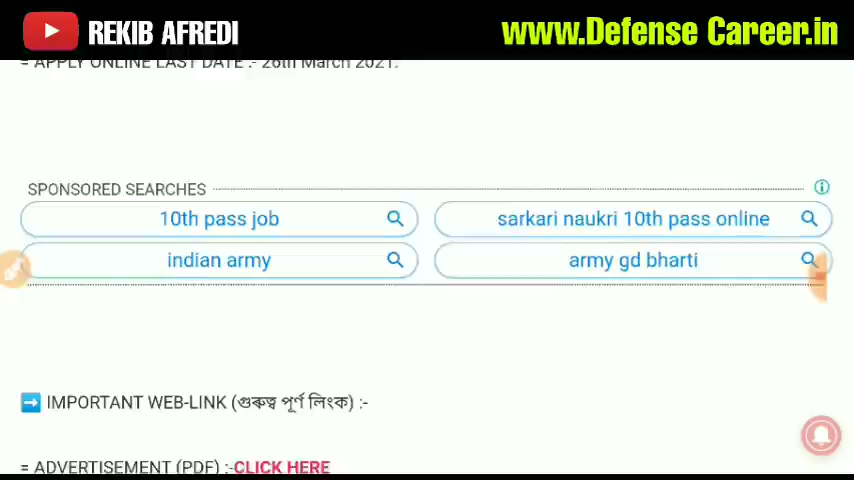 REKIB AFREDI
www.Defense Career.in
= APPLY ONLINE LAST DATE :- 26th March 2021.
SPONSORED SEARCHES
10th pass job
sarkari naukri 10th pass online
indian army
army gd bharti
➡ IMPORTANT WEB-LINK (গুৰুত্ব পূৰ্ণ লিংক) :-
= ADVERTISEMENT (PDF) :-CLICK HERE